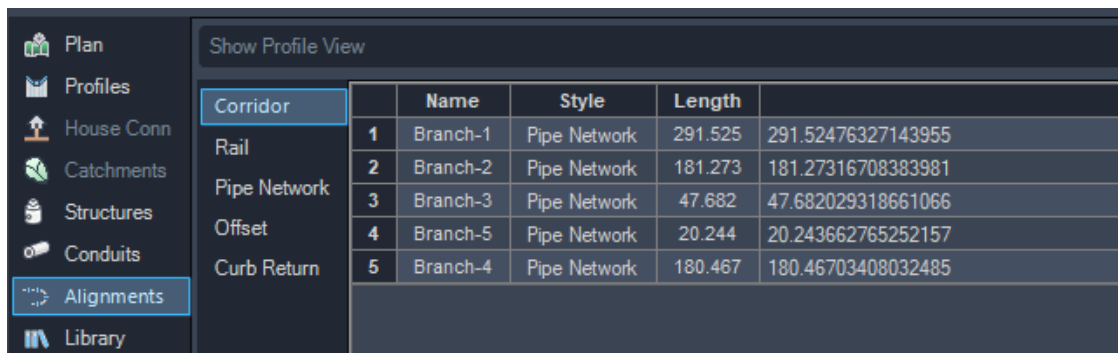 Plan
Profiles
House Conn
Catchments
Structures
Conduits
Alignments
Library
Show Profile View
Corridor
Rail
Pipe Network
Offset
Curb Return
Name Style Length
1 Branch-1 Pipe Network 291.525 291.52476327143955
2 Branch-2 Pipe Network 181.273 181.27316708383981
3 Branch-3 Pipe Network 47.682 47.682029318661066
4 Branch-5 Pipe Network 20.244 20.243662765252157
5 Branch-4 Pipe Network 180.467 180.46703408032485